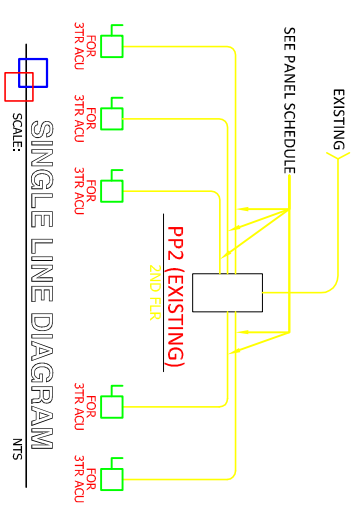 EXISTING
SEE PANEL SCHEDULE
PP2 (EXISTING)
2ND FLR
FOR
3TR ACU
FOR
3TR ACU
FOR
3TR ACU
FOR
3TR ACU
FOR
3TR ACU
SINGLE LINE DIAGRAM
SCALE:
NTS